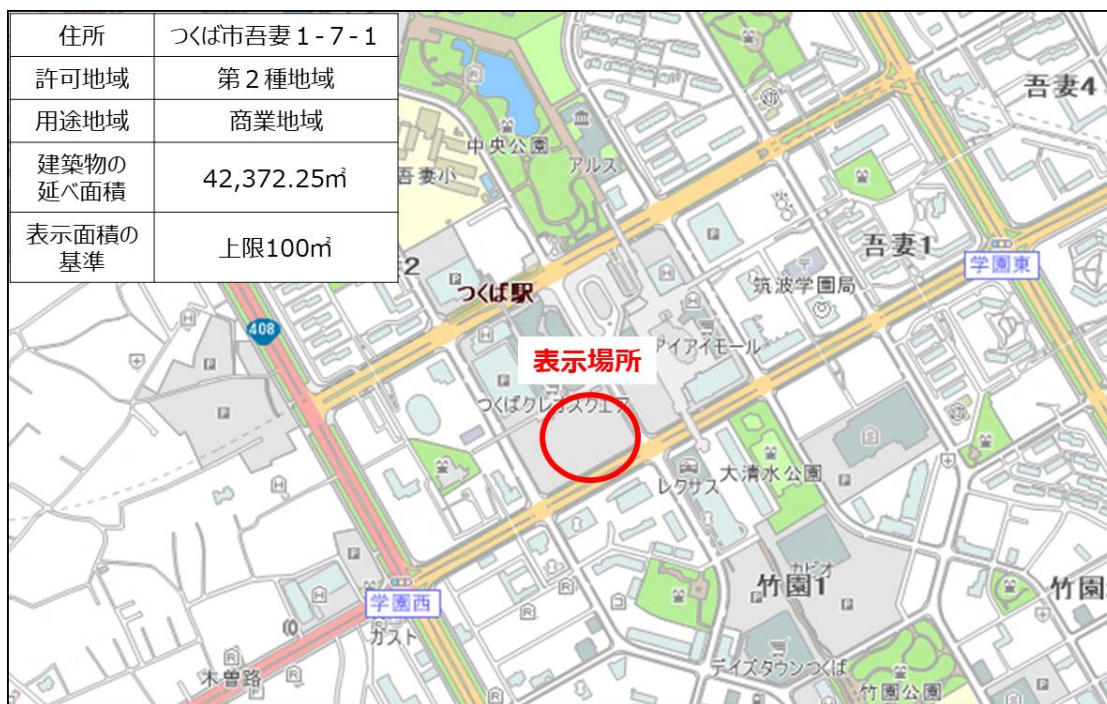 住所 つくば市吾妻1-7-1
許可地域 第2種地域
用途地域 商業地域
建築物の
延べ面積
42,372.25㎡
表示面積の
基準
上限100㎡
吾妻4
中央公園
アルス
吾妻小
吾妻1
学園東
2
つくば駅
筑波学園局
408
アイアイモール
表示場所
つくばクレオスクエア
大清水公園
レクサス
カピオ
竹園1
竹園
学園西
ガスト
デイズタウンつくば
木曽路
竹園公園